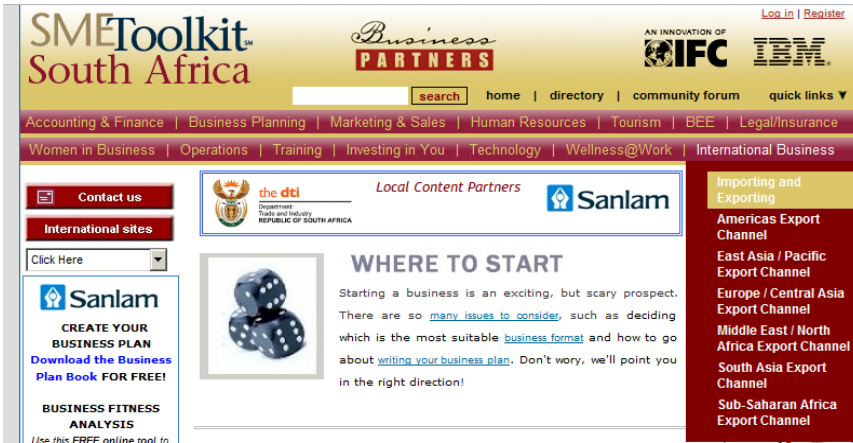 Log in | Register
SMEToolkit SM
South Africa
Business
PARTNERS
AN INNOVATION OF
IFC
IBM.
search home | directory | community forum quick links ▼
Accounting & Finance | Business Planning | Marketing & Sales | Human Resources | Tourism | BEE | Legal/Insurance
Women in Business | Operations | Training | Investing in You | Technology | Wellness@Work | International Business
Contact us
International sites
Click Here
Sanlam
CREATE YOUR
BUSINESS PLAN
Download the Business
Plan Book FOR FREE!
BUSINESS FITNESS
ANALYSIS
Use this FREE online tool to
the dti
Department:
Trade and Industry
REPUBLIC OF SOUTH AFRICA
Local Content Partners
Sanlam
WHERE TO START
Starting a business is an exciting, but scary prospect.
There are so many issues to consider, such as deciding
which is the most suitable business format and how to go
about writing your business plan. Don't wory, we'll point you
in the right direction!
Importing and
Exporting
Americas Export
Channel
East Asia / Pacific
Export Channel
Europe / Central Asia
Export Channel
Middle East / North
Africa Export Channel
South Asia Export
Channel
Sub-Saharan Africa
Export Channel